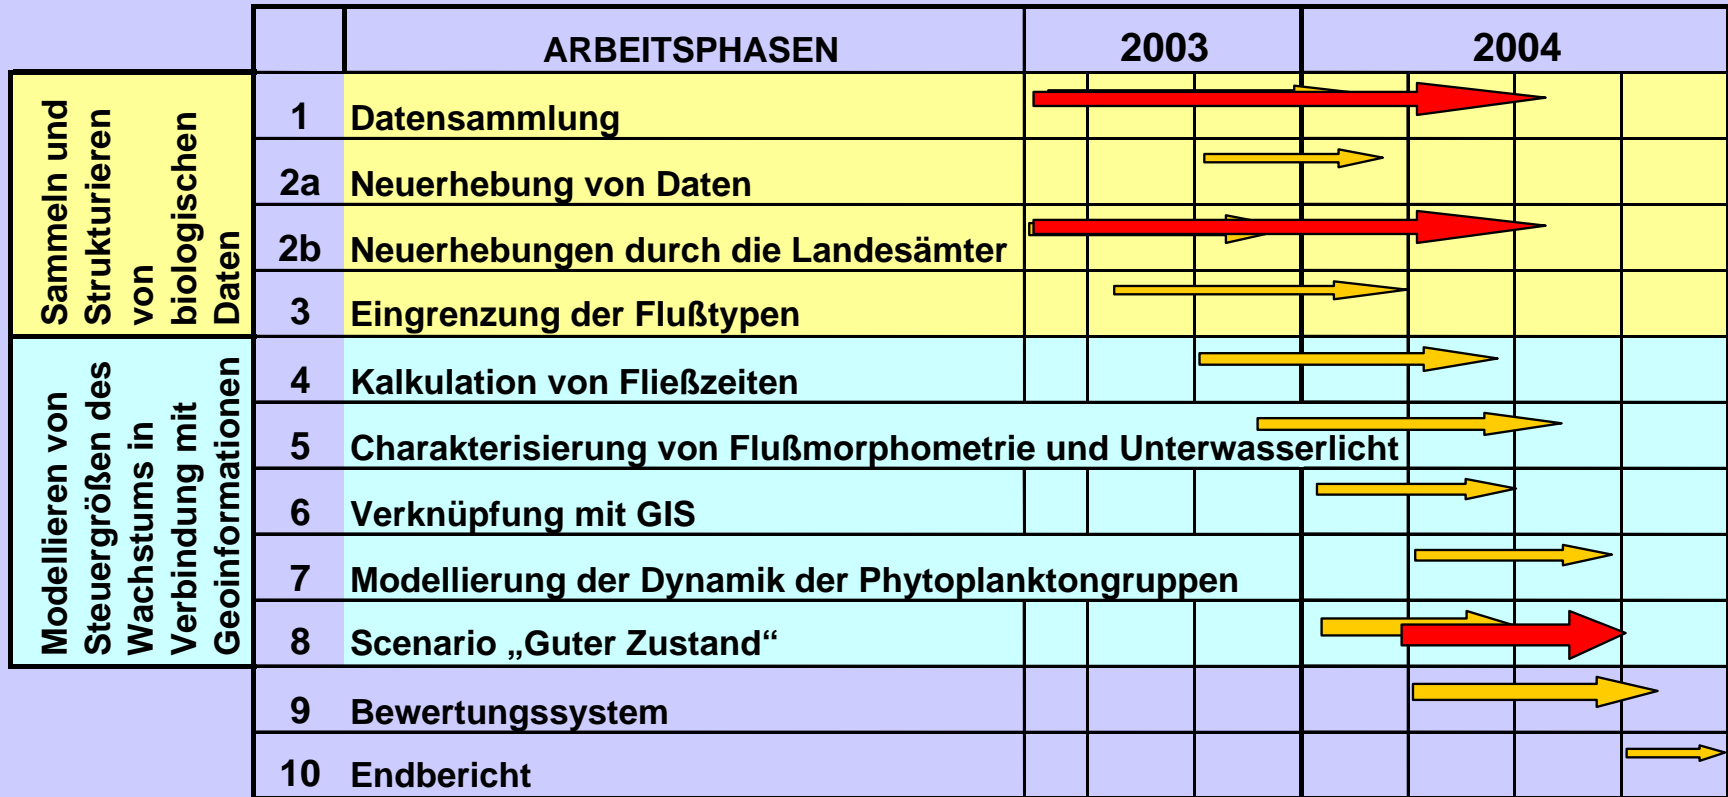 ARBEITSPHASEN 2003 2004
Sammeln und
Strukturieren
von
biologischen
Daten
1 Datensammlung
2a Neuerhebung von Daten
2b Neuerhebungen durch die Landesämter
3 Eingrenzung der Flußtypen
Modellieren von
Steuergrößen des
Wachstums in
Verbindung mit
Geoinformationen
4 Kalkulation von Fließzeiten
5 Charakterisierung von Flußmorphometrie und Unterwasserlicht
6 Verknüpfung mit GIS
7 Modellierung der Dynamik der Phytoplanktongruppen
8 Scenario „Guter Zustand“
9 Bewertungssystem
10 Endbericht